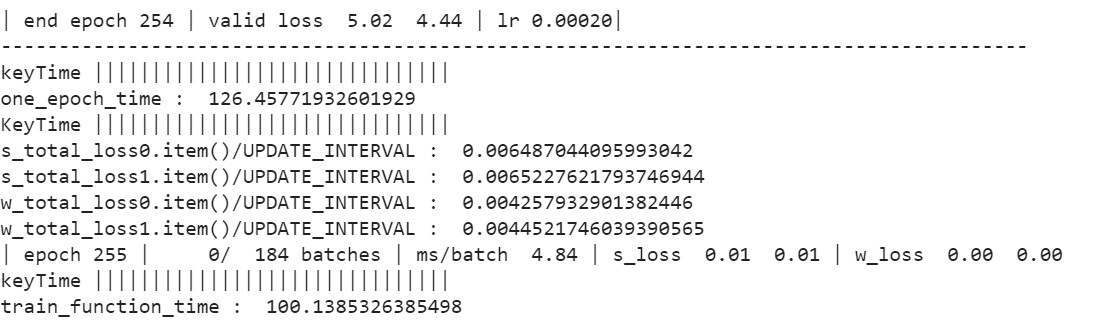 | end epoch 254 | valid loss  5.02  4.44 | lr 0.00020|
-----------------------------------------------------------------------------------------
keyTime |||||||||||||||||||||||||||||||
one_epoch_time :  126.45771932601929
KeyTime |||||||||||||||||||||||||||||||
s_total_loss0.item()/UPDATE_INTERVAL :  0.006487044095993042
s_total_loss1.item()/UPDATE_INTERVAL :  0.0065227621793746944
w_total_loss0.item()/UPDATE_INTERVAL :  0.004257932901382446
w_total_loss1.item()/UPDATE_INTERVAL :  0.0044521746039390565
| epoch 255 |     0/  184 batches | ms/batch  4.84 | s_loss  0.01  0.01 | w_loss  0.00  0.00
keyTime |||||||||||||||||||||||||||||||
train_function_time :  100.1385326385498